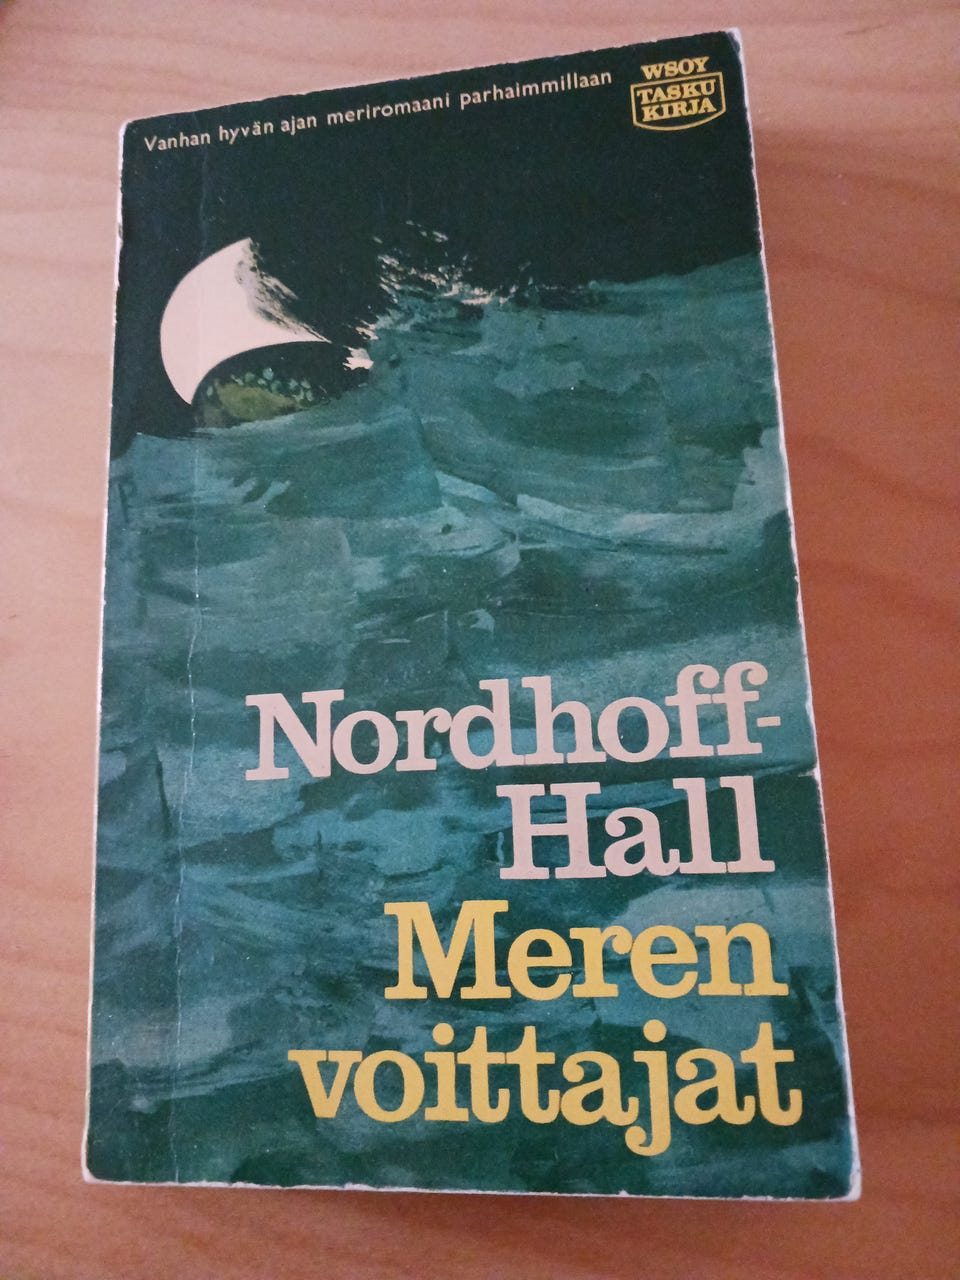 Vanhan hyvän ajan meriromaani parhaimmillaan
WSOY
TASKU
KIRJA
Nordhoff-
Hall
Meren
voittajat